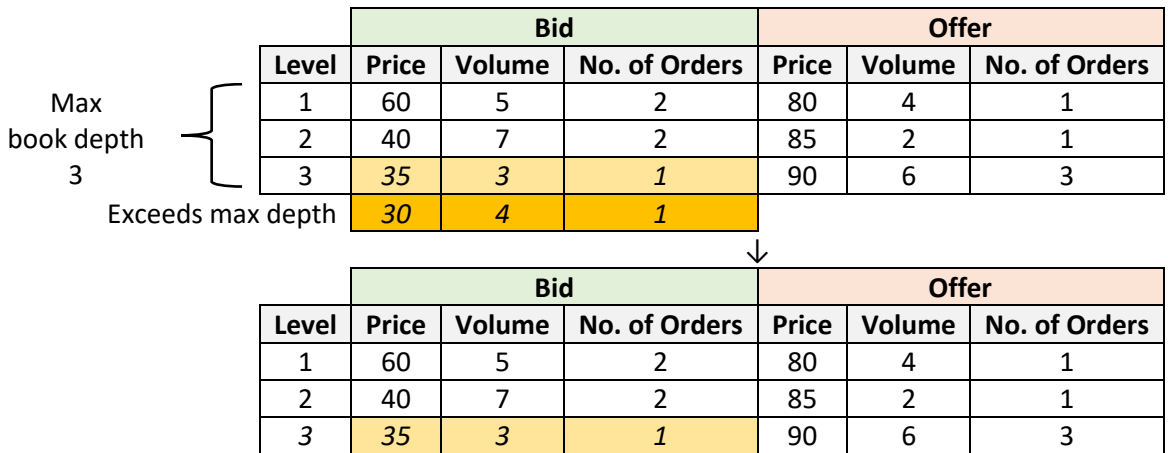 Bid Offer
Level Price Volume No. of Orders Price Volume No. of Orders
Max 1 60 5 2 80 4 1
book depth 2 40 7 2 85 2 1
3 3 35 3 1 90 6 3
Exceeds max depth 30 4 1
↓
Bid Offer
Level Price Volume No. of Orders Price Volume No. of Orders
1 60 5 2 80 4 1
2 40 7 2 85 2 1
3 35 3 1 90 6 3